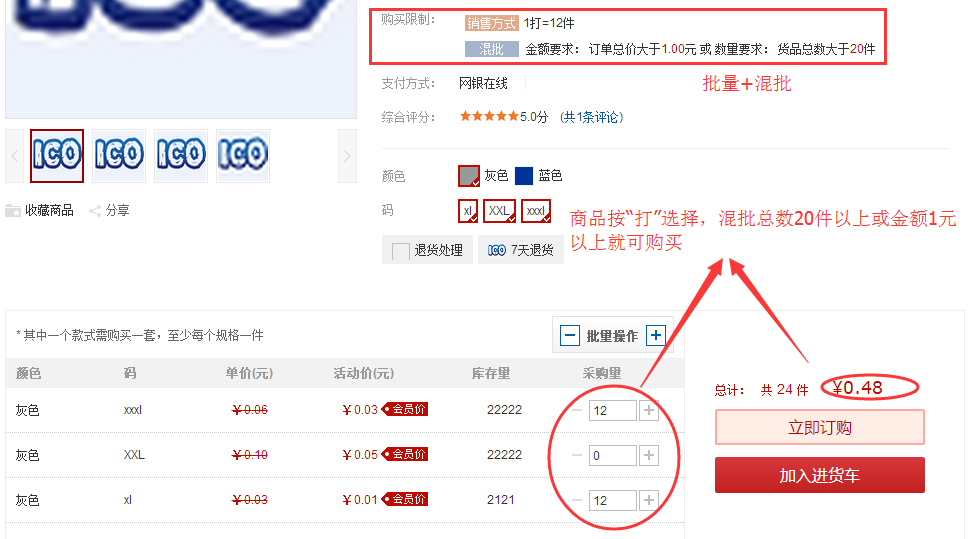 ICO
购买限制： 销售方式 1打=12件
混批 金额要求： 订单总价大于1.00元 或 数量要求： 货品总数大于20件
支付方式： 网银在线
批量+混批
综合评分： ★★★★★5.0分 (共1条评论)
ICO ICO ICO ICO
颜色 灰色 蓝色
收藏商品 分享
码 xl XXL xxxl
商品按“打”选择，混批总数20件以上或金额1元
以上就可购买
退货处理 ICO 7天退货
* 其中一个款式需购买一套，至少每个规格一件
− 批量操作 +
颜色 码 单价(元) 活动价(元) 库存量 采购量
灰色 xxxl ￥0.06 ￥0.03 会员价 22222 − 12 +
灰色 XXL ￥0.10 ￥0.05 会员价 22222 − 0 +
灰色 xl ￥0.03 ￥0.01 会员价 2121 − 12 +
总计： 共 24 件 ¥0.48
立即订购
加入进货车